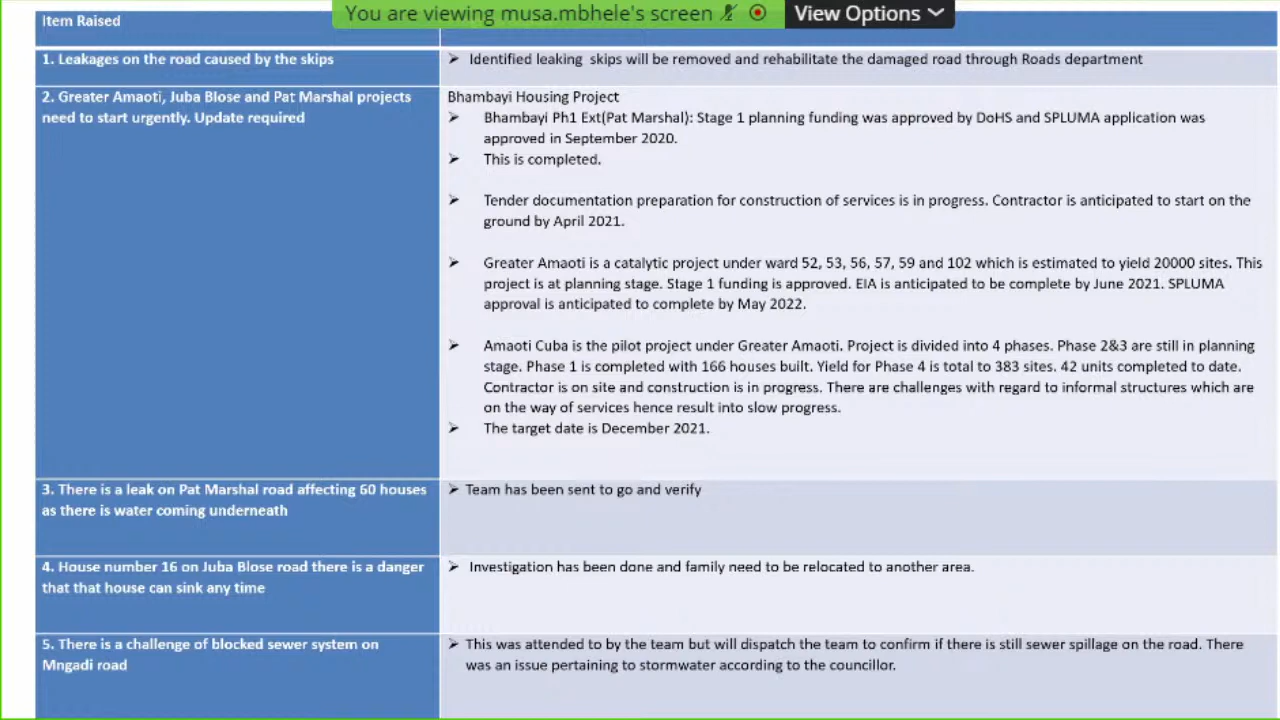 You are viewing musa.mbhele's screen
View Options
Item Raised
1. Leakages on the road caused by the skips
➢ Identified leaking skips will be removed and rehabilitate the damaged road through Roads department
2. Greater Amaoti, Juba Blose and Pat Marshal projects
need to start urgently. Update required
Bhambayi Housing Project
➢ Bhambayi Ph1 Ext(Pat Marshal): Stage 1 planning funding was approved by DoHS and SPLUMA application was
approved in September 2020.
➢ This is completed.
➢ Tender documentation preparation for construction of services is in progress. Contractor is anticipated to start on the
ground by April 2021.
➢ Greater Amaoti is a catalytic project under ward 52, 53, 56, 57, 59 and 102 which is estimated to yield 20000 sites. This
project is at planning stage. Stage 1 funding is approved. EIA is anticipated to be complete by June 2021. SPLUMA
approval is anticipated to complete by May 2022.
➢ Amaoti Cuba is the pilot project under Greater Amaoti. Project is divided into 4 phases. Phase 2&3 are still in planning
stage. Phase 1 is completed with 166 houses built. Yield for Phase 4 is total to 383 sites. 42 units completed to date.
Contractor is on site and construction is in progress. There are challenges with regard to informal structures which are
on the way of services hence result into slow progress.
➢ The target date is December 2021.
3. There is a leak on Pat Marshal road affecting 60 houses
as there is water coming underneath
➢ Team has been sent to go and verify
4. House number 16 on Juba Blose road there is a danger
that that house can sink any time
➢ Investigation has been done and family need to be relocated to another area.
5. There is a challenge of blocked sewer system on
Mngadi road
➢ This was attended to by the team but will dispatch the team to confirm if there is still sewer spillage on the road. There
was an issue pertaining to stormwater according to the councillor.